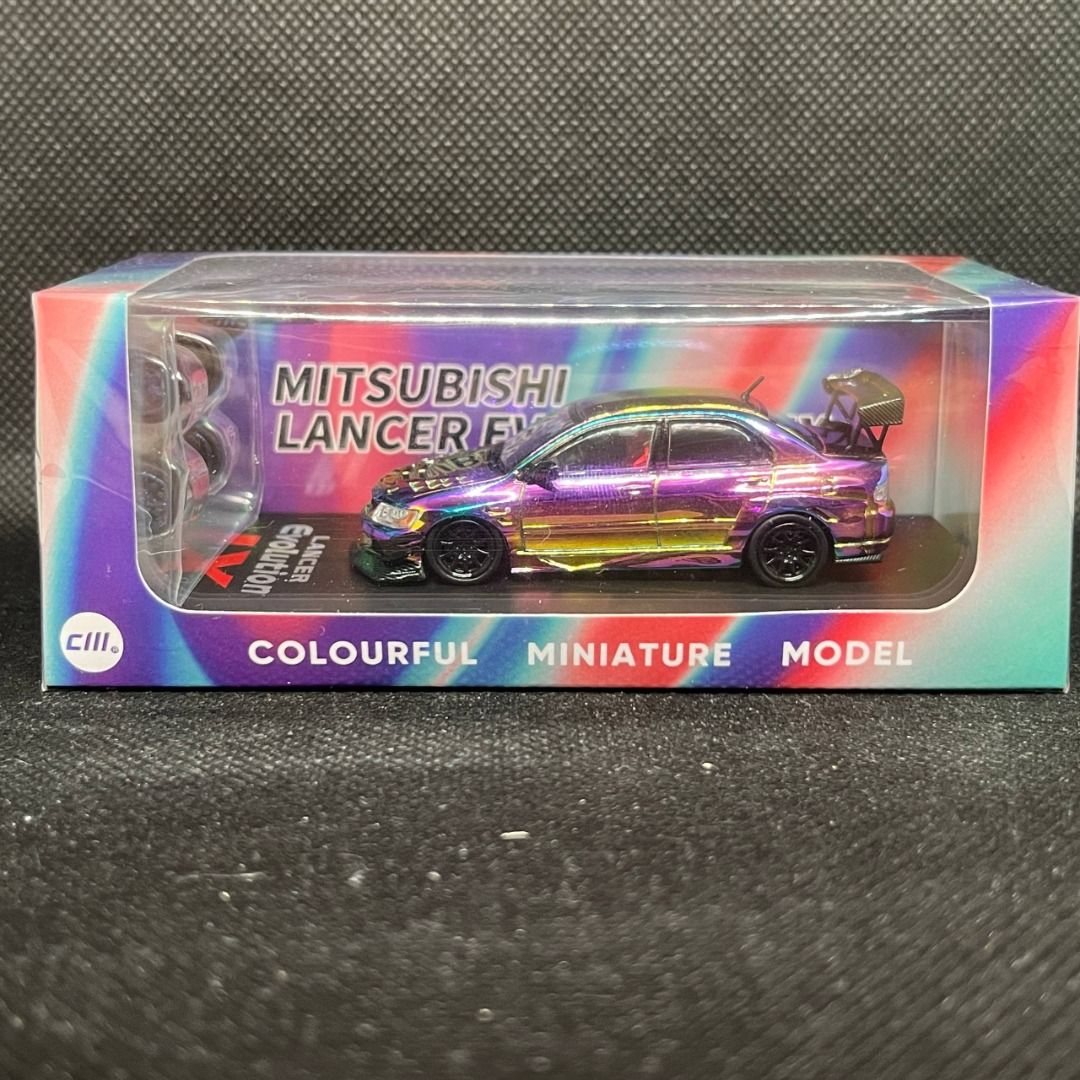 MITSUBISHI
LANCER EV
LANCER
Evolution
CM®
COLOURFUL MINIATURE MODEL